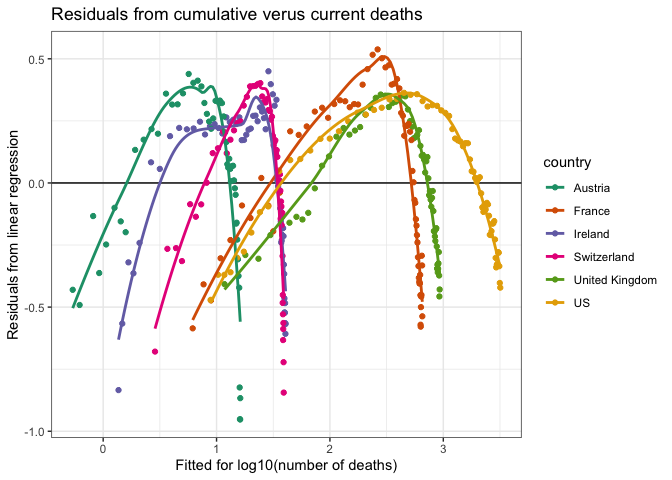 Residuals from cumulative verus current deaths
Residuals from linear regression
0.5
0.0
-0.5
-1.0
0
1
2
3
Fitted for log10(number of deaths)
country
Austria
France
Ireland
Switzerland
United Kingdom
US